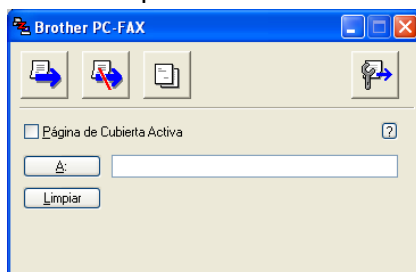 Brother PC-FAX
Página de Cubierta Activa
?
A:
Limpiar